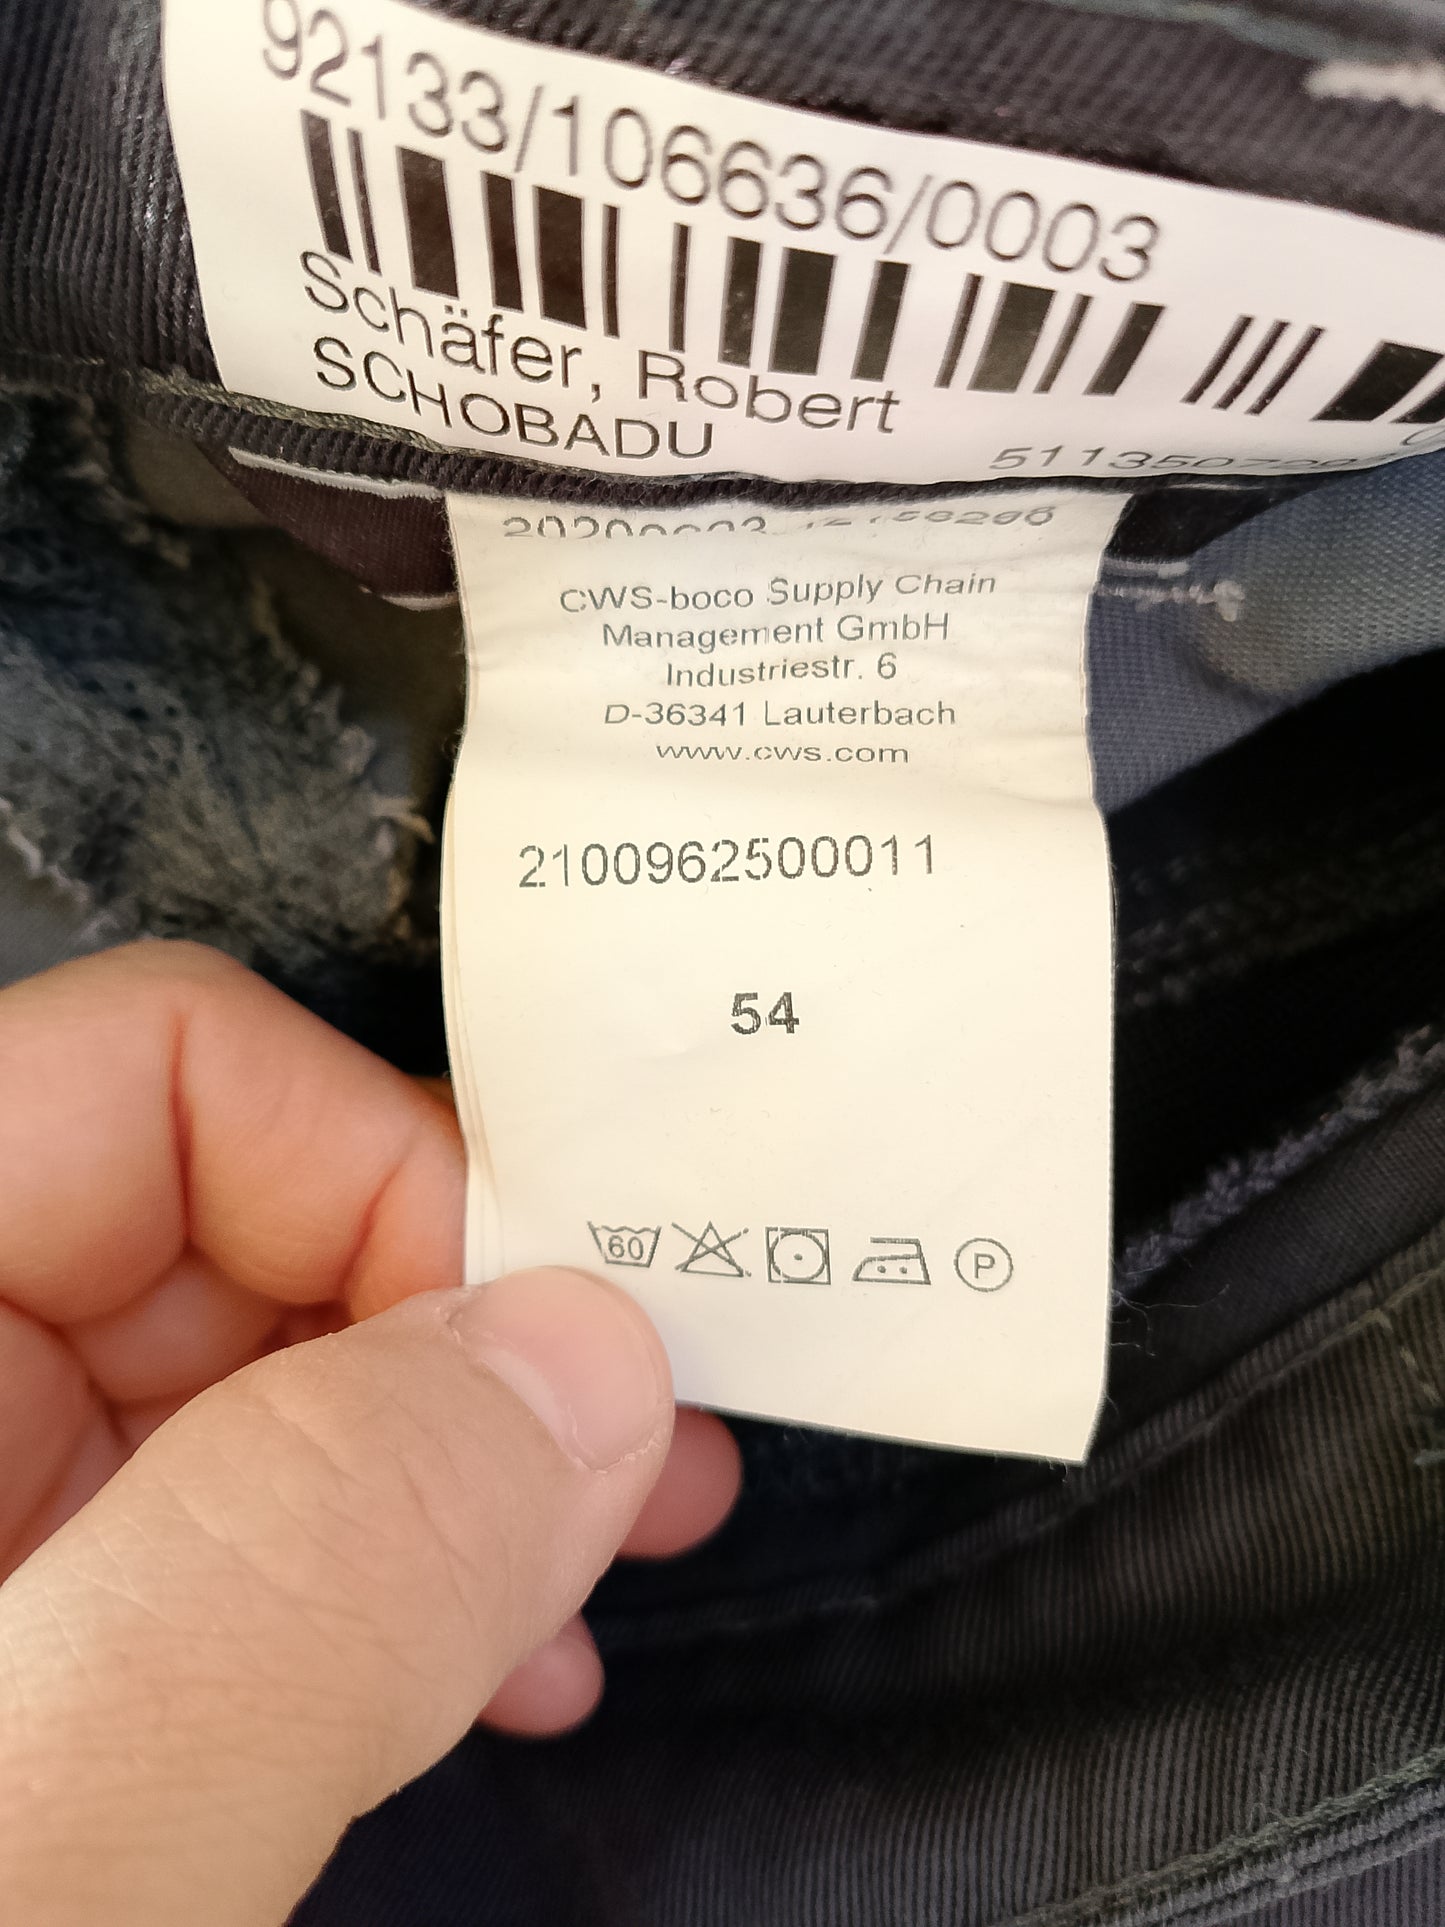 92133/106636/0003
Schäfer, Robert
SCHOBADU
CWS-boco Supply Chain
Management GmbH
Industriestr. 6
D-36341 Lauterbach
www.cws.com
2100962500011
54
60
P